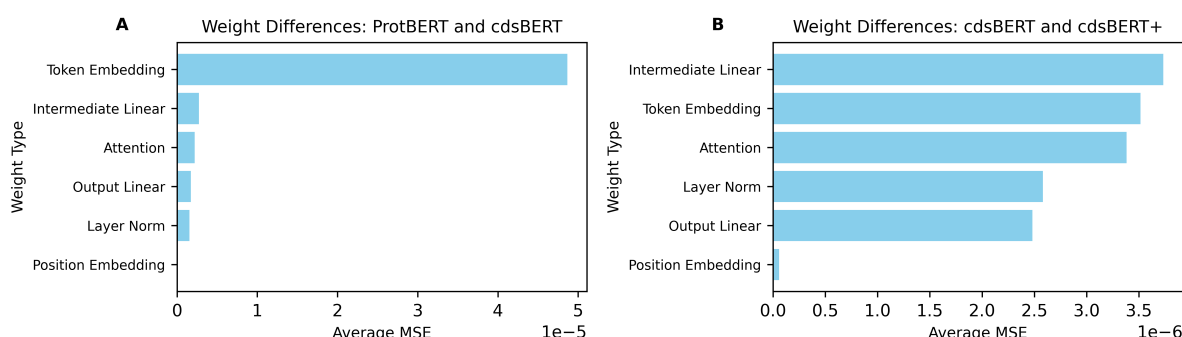 A
Weight Differences: ProtBERT and cdsBERT
Weight Type
Token Embedding
Intermediate Linear
Attention
Output Linear
Layer Norm
Position Embedding
0 1 2 3 4 5
Average MSE
1e−5
B
Weight Differences: cdsBERT and cdsBERT+
Weight Type
Intermediate Linear
Token Embedding
Attention
Layer Norm
Output Linear
Position Embedding
0.0 0.5 1.0 1.5 2.0 2.5 3.0 3.5
Average MSE
1e−6